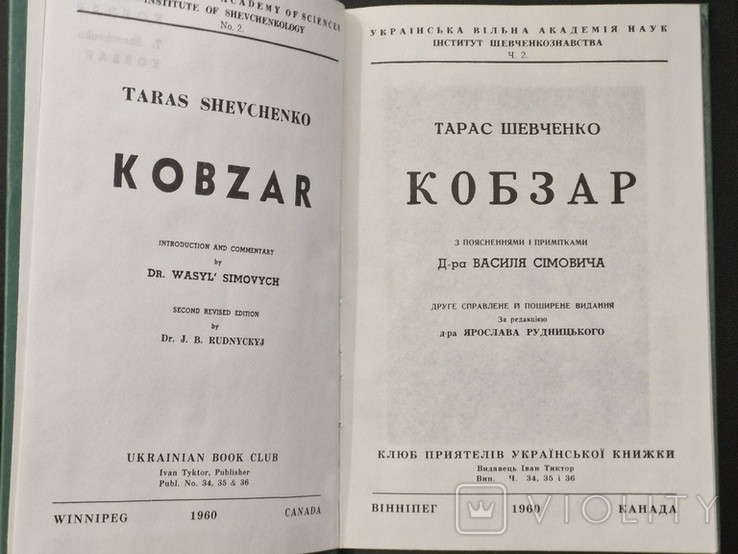 ACADEMY OF SCIENCES
INSTITUTE OF SHEVCHENKOLOGY
No. 2.
TARAS SHEVCHENKO
KOBZAR
INTRODUCTION AND COMMENTARY
by
DR. WASYL' SIMOVYCH
SECOND REVISED EDITION
by
Dr. J. B. RUDNYCKYJ
UKRAINIAN BOOK CLUB
Ivan Tyktor, Publisher
Publ. No. 34, 35 & 36
WINNIPEG 1960 CANADA
УКРАЇНСЬКА ВІЛЬНА АКАДЕМІЯ НАУК
ІНСТИТУТ ШЕВЧЕНКОЗНАВСТВА
Ч. 2.
ТАРАС ШЕВЧЕНКО
КОБЗАР
З ПОЯСНЕННЯМИ І ПРИМІТКАМИ
Д-ра ВАСИЛЯ СІМОВИЧА
ДРУГЕ СПРАВЛЕНЕ Й ПОШИРЕНЕ ВИДАННЯ
За редакцією
д-ра ЯРОСЛАВА РУДНИЦЬКОГО
КЛЮБ ПРИЯТЕЛІВ УКРАЇНСЬКОЇ КНИЖКИ
Видавець Іван Тиктор
Вип. Ч. 34, 35 і 36
ВІННІПЕГ 1960 КАНАДА
VIOLITY